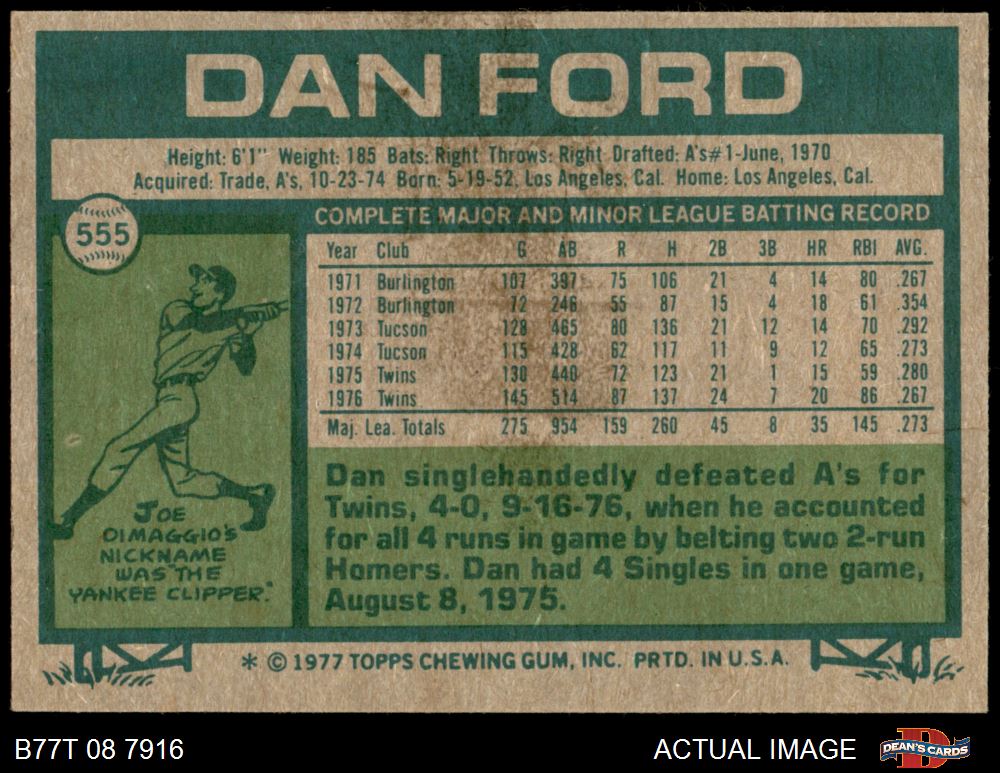 DAN FORD
Height: 6'1" Weight: 185 Bats: Right Throws: Right Drafted: A's#1-June, 1970
Acquired: Trade, A's, 10-23-74 Born: 5-19-52, Los Angeles, Cal. Home: Los Angeles, Cal.
555
COMPLETE MAJOR AND MINOR LEAGUE BATTING RECORD
Year Club G AB R H 2B 3B HR RBI AVG.
1971 Burlington 107 397 75 106 21 4 14 80 .267
1972 Burlington 72 246 55 87 15 4 18 61 .354
1973 Tucson 128 465 80 136 21 12 14 70 .292
1974 Tucson 115 428 62 117 11 9 12 65 .273
1975 Twins 130 440 72 123 21 1 15 59 .280
1976 Twins 145 514 87 137 24 7 20 86 .267
Maj. Lea. Totals 275 954 159 260 45 8 35 145 .273
JOE
DIMAGGIO'S
NICKNAME
WAS "THE
YANKEE CLIPPER."
Dan singlehandedly defeated A's for
Twins, 4-0, 9-16-76, when he accounted
for all 4 runs in game by belting two 2-run
Homers. Dan had 4 Singles in one game,
August 8, 1975.
* © 1977 TOPPS CHEWING GUM, INC. PRTD. IN U.S.A.
B77T 08 7916
ACTUAL IMAGE
DEAN'S CARDS